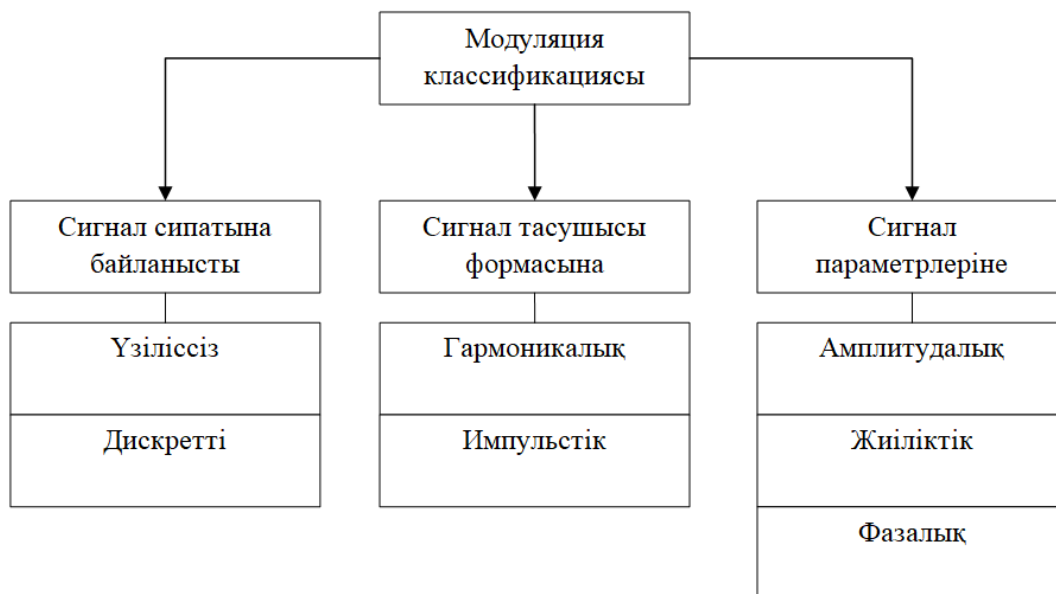 Модуляция
классификациясы
Сигнал сипатына
байланысты
Үзіліссіз
Дискретті
Сигнал тасушысы
формасына
Гармоникалық
Импульстік
Сигнал
параметрлеріне
Амплитудалық
Жиіліктік
Фазалық